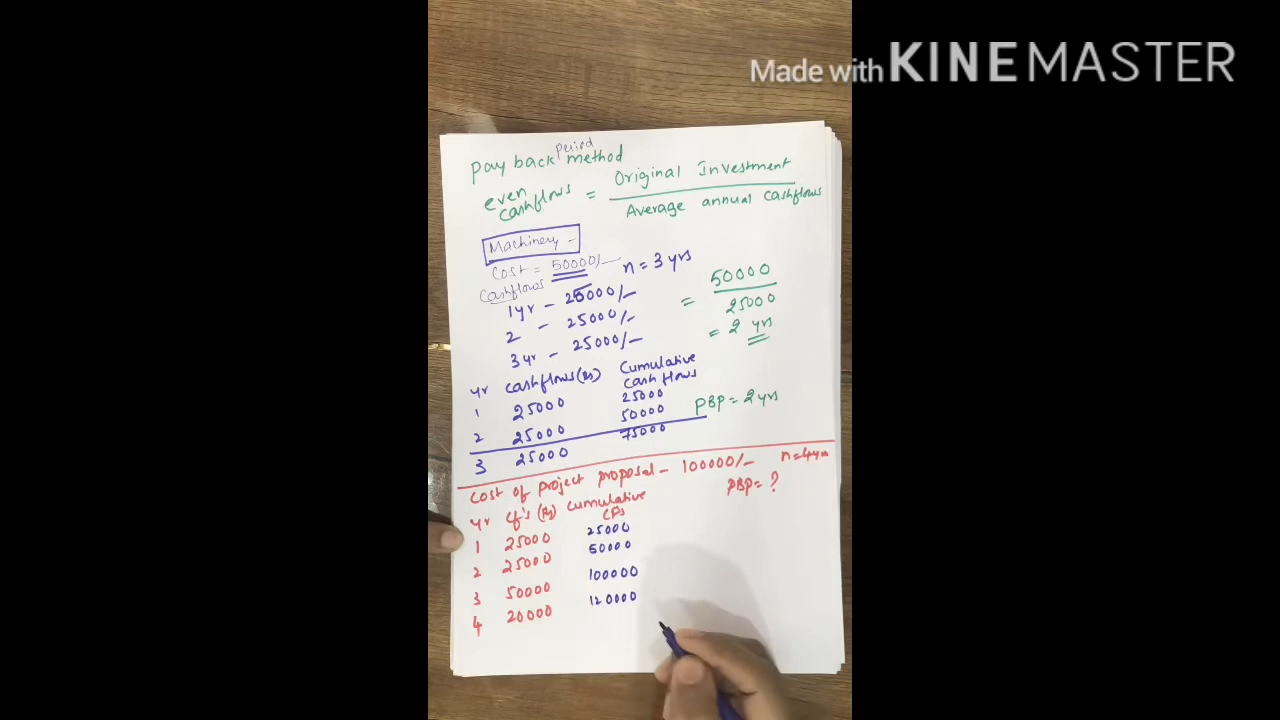 Made with KINEMASTER
Pay back period method
even cashflows = Original Investment / Average annual cashflows
Machinery -
Cost = 50000/- n = 3 yrs
Cashflows
1 yr - 25000/-
2 - 25000/-
3 yr - 25000/-
= 50000 / 25000
= 2 yrs
yr cashflows (Rs) Cumulative cash flows
1 25000 25000
2 25000 50000
3 25000 75000
PBP = 2 yrs
Cost of project proposal - 100000/- n = 4 yrs
PBP = ?
yr Cf's (Rs) Cumulative CFs
1 25000 25000
2 25000 50000
3 50000 100000
4 20000 120000